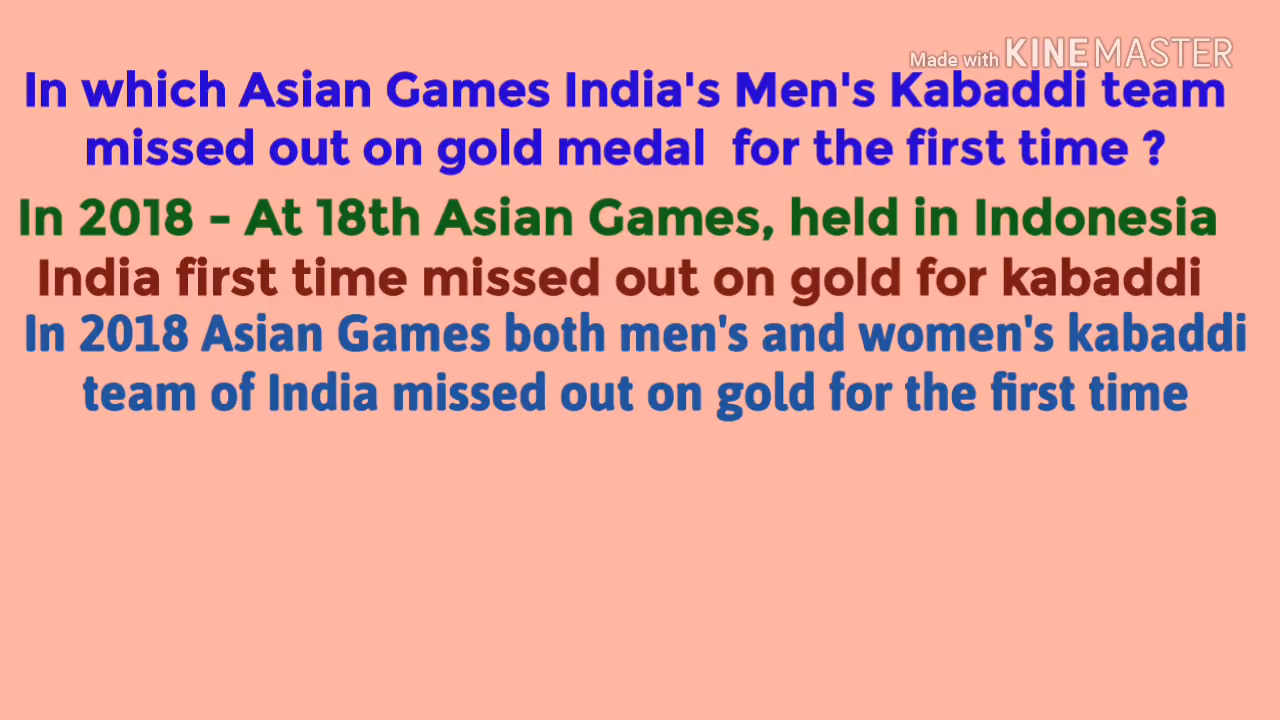 Made with KINEMASTER
In which Asian Games India's Men's Kabaddi team
missed out on gold medal for the first time ?
In 2018 - At 18th Asian Games, held in Indonesia
India first time missed out on gold for kabaddi
In 2018 Asian Games both men's and women's kabaddi
team of India missed out on gold for the first time